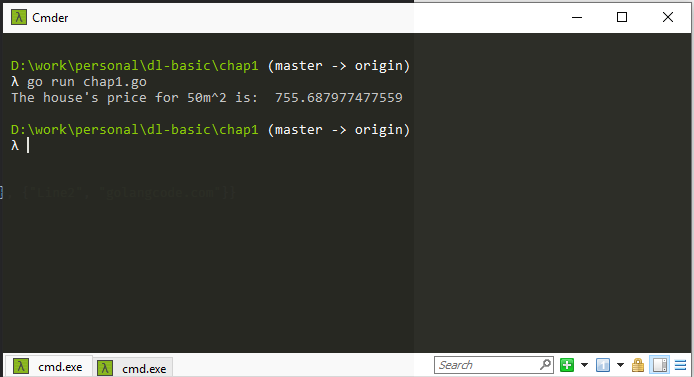 Cmder
D:\work\personal\dl-basic\chap1 (master -> origin)
λ go run chap1.go
The house's price for 50m^2 is:  755.687977477559
D:\work\personal\dl-basic\chap1 (master -> origin)
λ
cmd.exe
cmd.exe
Search